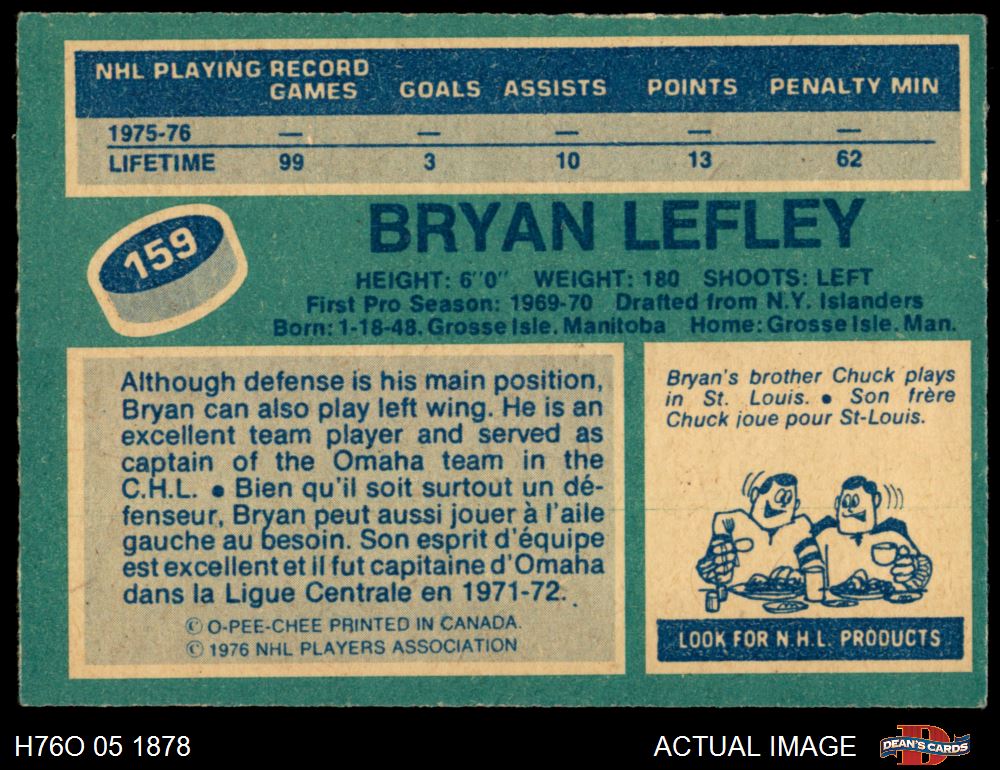 NHL PLAYING RECORD
GAMES GOALS ASSISTS POINTS PENALTY MIN
1975-76 — — — — —
LIFETIME 99 3 10 13 62
159
BRYAN LEFLEY
HEIGHT: 6"0" WEIGHT: 180 SHOOTS: LEFT
First Pro Season: 1969-70 Drafted from N.Y. Islanders
Born: 1-18-48. Grosse Isle. Manitoba Home: Grosse Isle. Man.
Although defense is his main position,
Bryan can also play left wing. He is an
excellent team player and served as
captain of the Omaha team in the
C.H.L. • Bien qu'il soit surtout un dé-
fenseur, Bryan peut aussi jouer à l'aile
gauche au besoin. Son esprit d'équipe
est excellent et il fut capitaine d'Omaha
dans la Ligue Centrale en 1971-72.
© O-PEE-CHEE PRINTED IN CANADA.
© 1976 NHL PLAYERS ASSOCIATION
Bryan's brother Chuck plays
in St. Louis. • Son frère
Chuck joue pour St-Louis.
LOOK FOR N.H.L. PRODUCTS
H76O 05 1878
ACTUAL IMAGE
D
DEAN'S CARDS